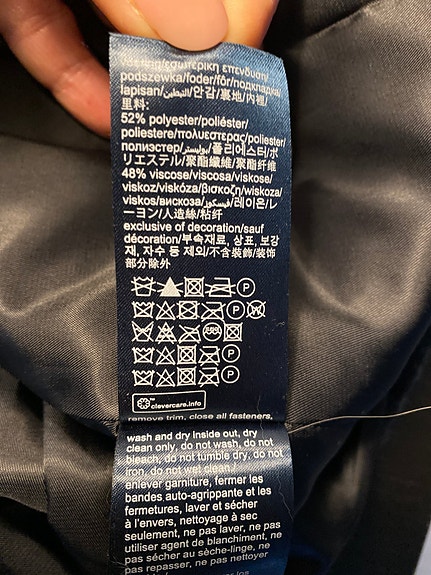 podszewka/foder/fôr/подкладка/
lapisan/التبطين/안감/裏地/內裡/
里料:
52% polyester/poliéster/
poliestere/πολυεστέρας/poliester/
полиэстер/بوليستر/폴리에스터/ポ
リエステル/聚酯纖維/聚酯纤维
48% viscose/viscosa/viskose/
viskoz/viskóza/βισκόζη/wiskoza/
viskos/вискоза/فيسكوز/레이온/レ
ーヨン/人造絲/粘纤
exclusive of decoration/sauf
décoration/부속재료, 상표, 보강
재, 자수 등 제외/不含裝飾/装饰
部分除外
P
P W
P
P
TM
clevercare.info
remove trim, close all fasteners,
wash and dry inside out, dry
clean only, do not wash, do not
bleach, do not tumble dry, do not
iron, do not wet clean/
enlever garniture, fermer les
bandes auto-agrippante et les
fermetures, laver et sécher
à l'envers, nettoyage à sec
seulement, ne pas laver, ne pas
utiliser agent de blanchiment, ne
pas sécher au sèche-linge, ne
pas repasser, ne pas nettoyer